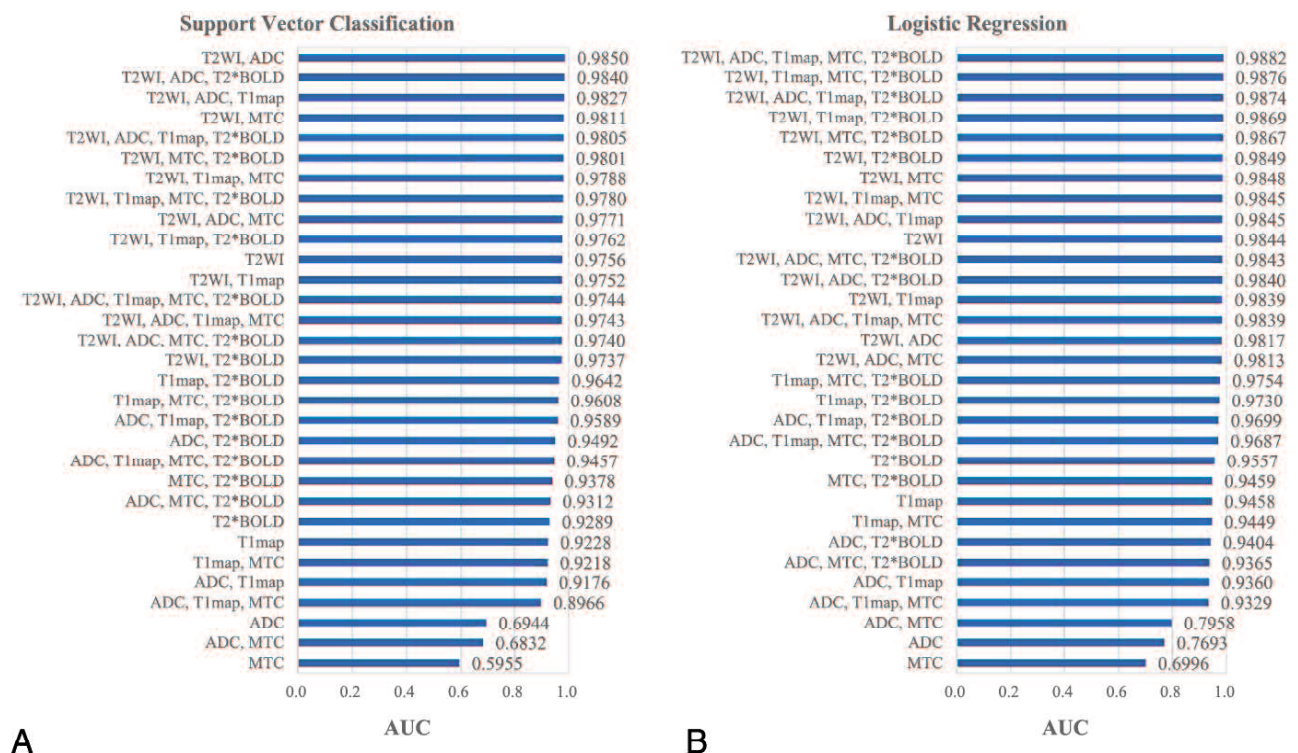 Support Vector Classification
T2WI, ADC 0.9850
T2WI, ADC, T2*BOLD 0.9840
T2WI, ADC, T1map 0.9827
T2WI, MTC 0.9811
T2WI, ADC, T1map, T2*BOLD 0.9805
T2WI, MTC, T2*BOLD 0.9801
T2WI, T1map, MTC 0.9788
T2WI, T1map, MTC, T2*BOLD 0.9780
T2WI, ADC, MTC 0.9771
T2WI, T1map, T2*BOLD 0.9762
T2WI 0.9756
T2WI, T1map 0.9752
T2WI, ADC, T1map, MTC, T2*BOLD 0.9744
T2WI, ADC, T1map, MTC 0.9743
T2WI, ADC, MTC, T2*BOLD 0.9740
T2WI, T2*BOLD 0.9737
T1map, T2*BOLD 0.9642
T1map, MTC, T2*BOLD 0.9608
ADC, T1map, T2*BOLD 0.9589
ADC, T2*BOLD 0.9492
ADC, T1map, MTC, T2*BOLD 0.9457
MTC, T2*BOLD 0.9378
ADC, MTC, T2*BOLD 0.9312
T2*BOLD 0.9289
T1map 0.9228
T1map, MTC 0.9218
ADC, T1map 0.9176
ADC, T1map, MTC 0.8966
ADC 0.6944
ADC, MTC 0.6832
MTC 0.5955
0.0 0.2 0.4 0.6 0.8 1.0
AUC
A
Logistic Regression
T2WI, ADC, T1map, MTC, T2*BOLD 0.9882
T2WI, T1map, MTC, T2*BOLD 0.9876
T2WI, ADC, T1map, T2*BOLD 0.9874
T2WI, T1map, T2*BOLD 0.9869
T2WI, MTC, T2*BOLD 0.9867
T2WI, T2*BOLD 0.9849
T2WI, MTC 0.9848
T2WI, T1map, MTC 0.9845
T2WI, ADC, T1map 0.9845
T2WI 0.9844
T2WI, ADC, MTC, T2*BOLD 0.9843
T2WI, ADC, T2*BOLD 0.9840
T2WI, T1map 0.9839
T2WI, ADC, T1map, MTC 0.9839
T2WI, ADC 0.9817
T2WI, ADC, MTC 0.9813
T1map, MTC, T2*BOLD 0.9754
T1map, T2*BOLD 0.9730
ADC, T1map, T2*BOLD 0.9699
ADC, T1map, MTC, T2*BOLD 0.9687
T2*BOLD 0.9557
MTC, T2*BOLD 0.9459
T1map 0.9458
T1map, MTC 0.9449
ADC, T2*BOLD 0.9404
ADC, MTC, T2*BOLD 0.9365
ADC, T1map 0.9360
ADC, T1map, MTC 0.9329
ADC, MTC 0.7958
ADC 0.7693
MTC 0.6996
0.0 0.2 0.4 0.6 0.8 1.0
AUC
B